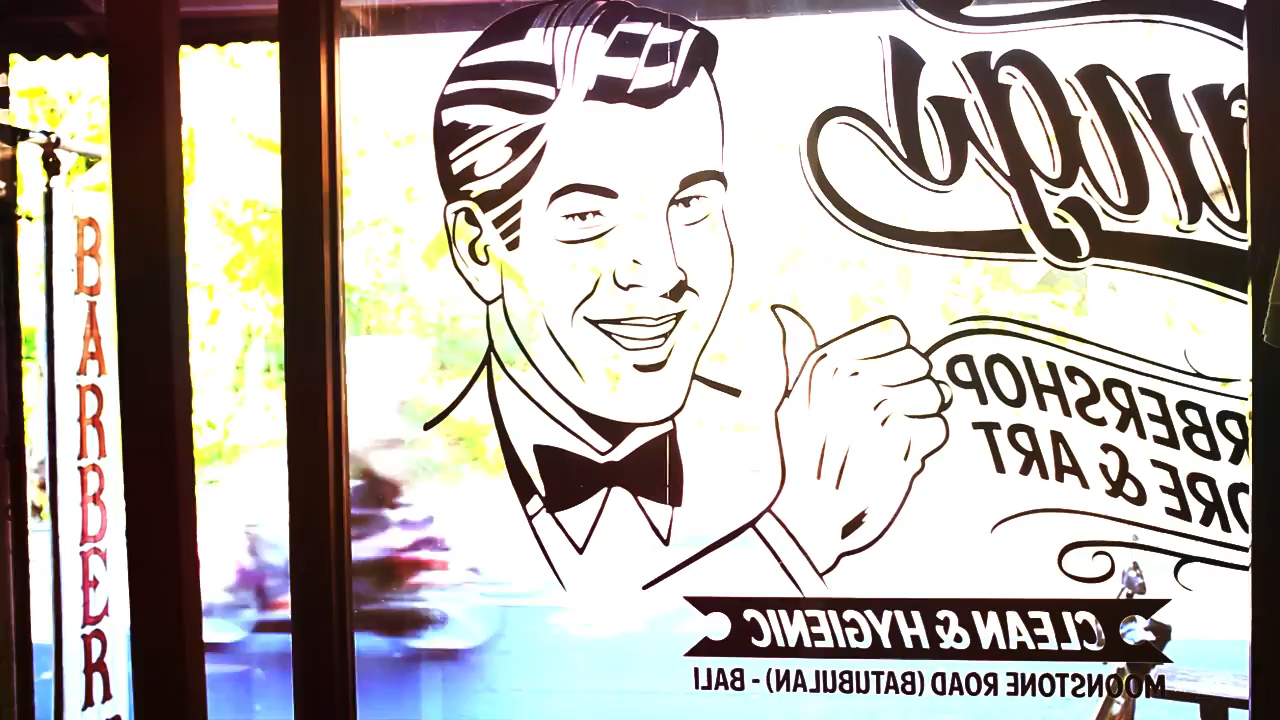 BARBER
RBERSHOP
ORE & ART
CLEAN & HYGIENIC
MOONSTONE ROAD (BATUBULAN) - BALI